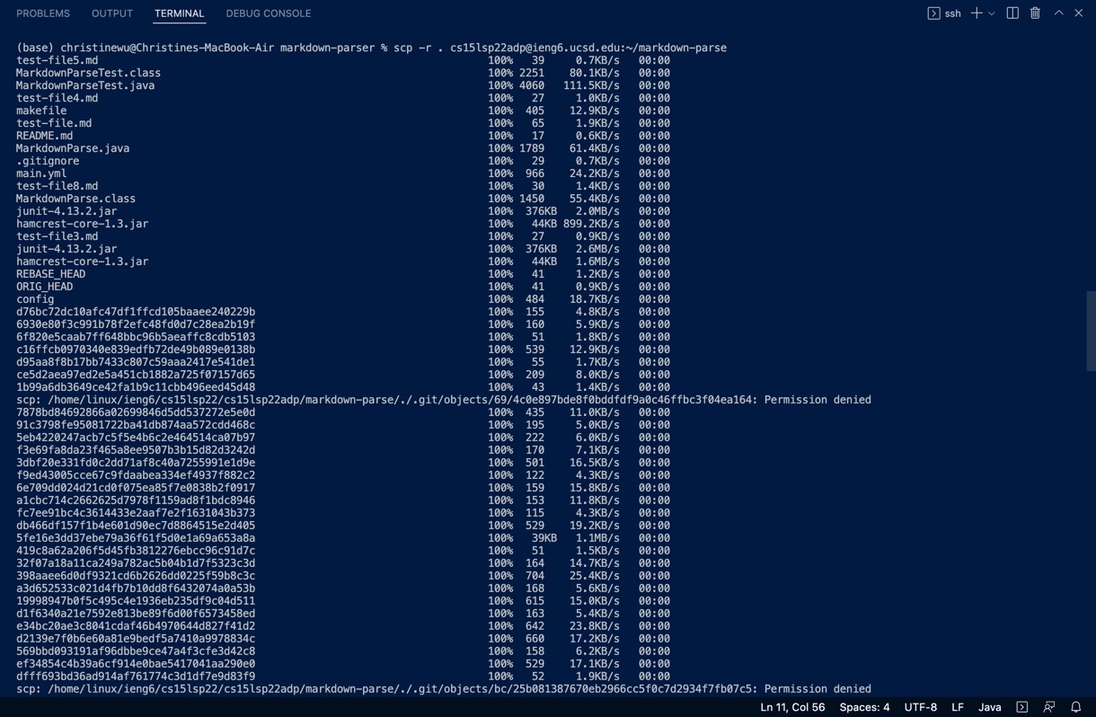 PROBLEMS OUTPUT TERMINAL DEBUG CONSOLE ssh
(base) christinewu@Christines-MacBook-Air markdown-parser % scp -r . cs15lsp22adp@ieng6.ucsd.edu:~/markdown-parse
test-file5.md 100% 39 0.7KB/s 00:00
MarkdownParseTest.class 100% 2251 80.1KB/s 00:00
MarkdownParseTest.java 100% 4060 111.5KB/s 00:00
test-file4.md 100% 27 1.0KB/s 00:00
makefile 100% 405 12.9KB/s 00:00
test-file.md 100% 65 1.9KB/s 00:00
README.md 100% 17 0.6KB/s 00:00
MarkdownParse.java 100% 1789 61.4KB/s 00:00
.gitignore 100% 29 0.7KB/s 00:00
main.yml 100% 966 24.2KB/s 00:00
test-file8.md 100% 30 1.4KB/s 00:00
MarkdownParse.class 100% 1450 55.4KB/s 00:00
junit-4.13.2.jar 100% 376KB 2.0MB/s 00:00
hamcrest-core-1.3.jar 100% 44KB 899.2KB/s 00:00
test-file3.md 100% 27 0.9KB/s 00:00
junit-4.13.2.jar 100% 376KB 2.6MB/s 00:00
hamcrest-core-1.3.jar 100% 44KB 1.6MB/s 00:00
REBASE_HEAD 100% 41 1.2KB/s 00:00
ORIG_HEAD 100% 41 0.9KB/s 00:00
config 100% 484 18.7KB/s 00:00
d76bc72dc10afc47df1ffcd105baaee240229b 100% 155 4.8KB/s 00:00
6930e80f3c991b78f2efc48fd0d7c28ea2b19f 100% 160 5.9KB/s 00:00
6f820e5caab7ff648bbc96b5aeaffc8cdb5103 100% 51 1.8KB/s 00:00
c16ffcb0970340e839edfb72de49b089e0138b 100% 539 12.9KB/s 00:00
d95aa8f8b17bb7433c807c59aaa2417e541de1 100% 55 1.7KB/s 00:00
ce5d2aea97ed2e5a451cb1882a725f07157d65 100% 209 8.0KB/s 00:00
1b99a6db3649ce42fa1b9c11cbb496eed45d48 100% 43 1.4KB/s 00:00
scp: /home/linux/ieng6/cs15lsp22/cs15lsp22adp/markdown-parse/./.git/objects/69/4c0e897bde8f0bddfdf9a0c46ffbc3f04ea164: Permission denied
7878bd84692866a02699846d5dd537272e5e0d 100% 435 11.0KB/s 00:00
91c3798fe95081722ba41db874aa572cdd468c 100% 195 5.0KB/s 00:00
5eb4220247acb7c5f5e4b6c2e464514ca07b97 100% 222 6.0KB/s 00:00
f3e69fa8da23f465a8ee9507b3b15d82d3242d 100% 170 7.1KB/s 00:00
3dbf20e331fd0c2dd71af8c40a7255991e1d9e 100% 501 16.5KB/s 00:00
f9ed43005cce67c9fdaabea334ef4937f882c2 100% 122 4.3KB/s 00:00
6e709dd024d21cd0f075ea85f7e0838b2f0917 100% 159 15.8KB/s 00:00
a1cbc714c2662625d7978f1159ad8f1bdc8946 100% 153 11.8KB/s 00:00
fc7ee91bc4c3614433e2aaf7e2f1631043b373 100% 115 4.3KB/s 00:00
db466df157f1b4e601d90ec7d8864515e2d405 100% 529 19.2KB/s 00:00
5fe16e3dd37ebe79a36f61f5d0e1a69a653a8a 100% 39KB 1.1MB/s 00:00
419c8a62a206f5d45fb3812276ebcc96c91d7c 100% 51 1.5KB/s 00:00
32f07a18a11ca249a782ac5b04b1d7f5323c3d 100% 164 14.7KB/s 00:00
398aaee6d0df9321cd6b2626dd0225f59b8c3c 100% 704 25.4KB/s 00:00
a3d652533c021d4fb7b10dd8f6432074a0a53b 100% 168 5.6KB/s 00:00
19998947b0f5c495c4e1936eb235df9c04d511 100% 615 15.0KB/s 00:00
d1f6340a21e7592e813be89f6d00f6573458ed 100% 163 5.4KB/s 00:00
e34bc20ae3c8041cdaf46b4970644d827f41d2 100% 642 23.8KB/s 00:00
d2139e7f0b6e60a81e9bedf5a7410a9978834c 100% 660 17.2KB/s 00:00
569bbd093191af96dbbe9ce47a4f3cfe3d42c8 100% 158 6.2KB/s 00:00
ef34854c4b39a6cf914e0bae5417041aa290e0 100% 529 17.1KB/s 00:00
dfff693bd36ad914af761774c3d1df7e9d83f9 100% 52 1.9KB/s 00:00
scp: /home/linux/ieng6/cs15lsp22/cs15lsp22adp/markdown-parse/./.git/objects/bc/25b081387670eb2966cc5f0c7d2934f7fb07c5: Permission denied
Ln 11, Col 56 Spaces: 4 UTF-8 LF Java